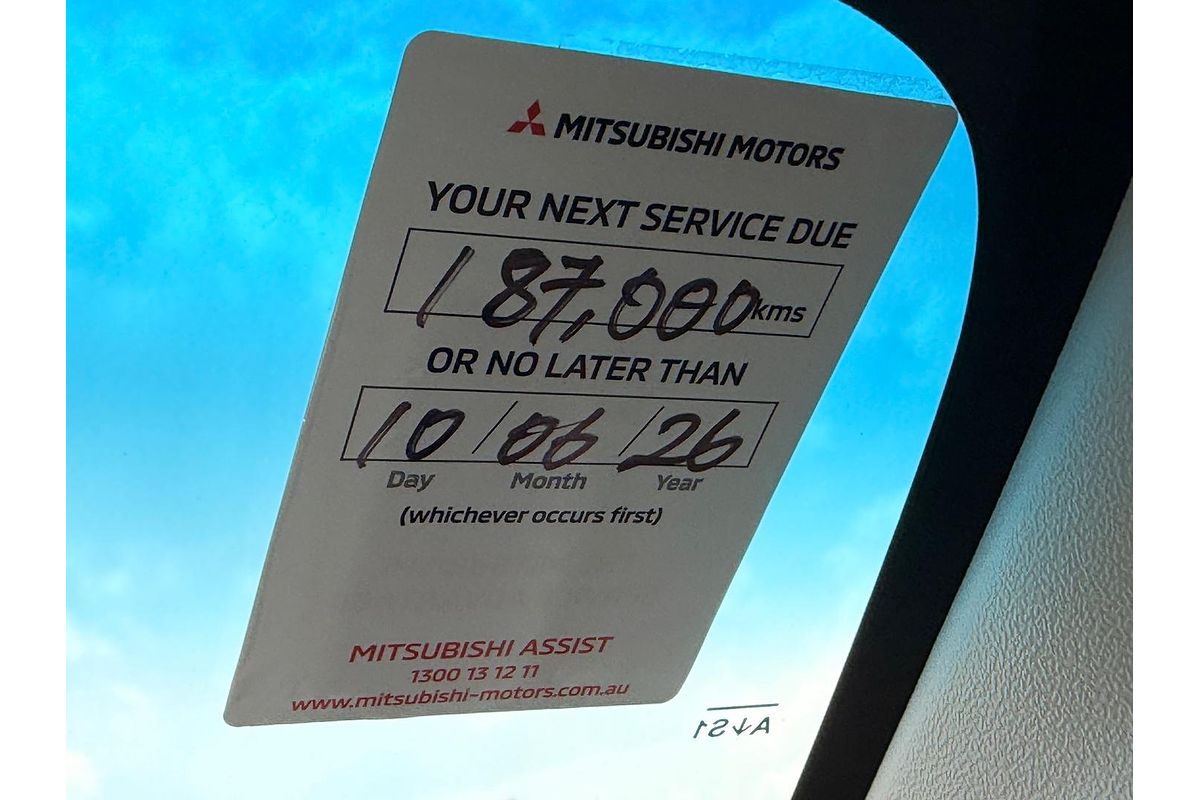 MITSUBISHI MOTORS
YOUR NEXT SERVICE DUE
187,000 kms
OR NO LATER THAN
10 / 06 / 26
Day Month Year
(whichever occurs first)
MITSUBISHI ASSIST
1300 13 12 11
www.mitsubishi-motors.com.au
A↓S1